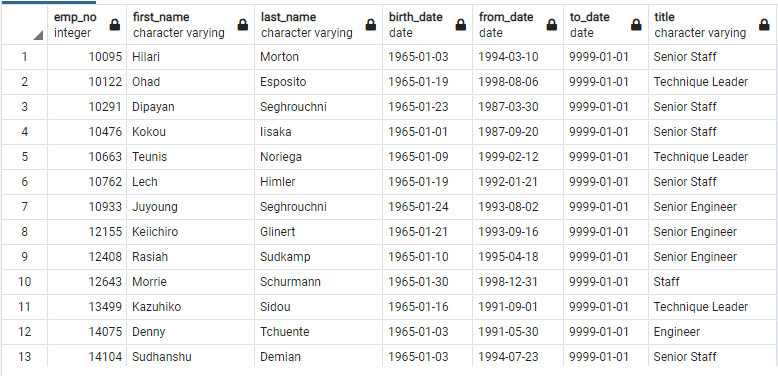 emp_no first_name last_name birth_date from_date to_date title
integer character varying character varying date date date character varying
1 10095 Hilari Morton 1965-01-03 1994-03-10 9999-01-01 Senior Staff
2 10122 Ohad Esposito 1965-01-19 1998-08-06 9999-01-01 Technique Leader
3 10291 Dipayan Seghrouchni 1965-01-23 1987-03-30 9999-01-01 Senior Staff
4 10476 Kokou Iisaka 1965-01-01 1987-09-20 9999-01-01 Senior Staff
5 10663 Teunis Noriega 1965-01-09 1999-02-12 9999-01-01 Technique Leader
6 10762 Lech Himler 1965-01-19 1992-01-21 9999-01-01 Senior Staff
7 10933 Juyoung Seghrouchni 1965-01-24 1993-08-02 9999-01-01 Senior Engineer
8 12155 Keiichiro Glinert 1965-01-21 1993-09-16 9999-01-01 Senior Engineer
9 12408 Rasiah Sudkamp 1965-01-10 1995-04-18 9999-01-01 Senior Engineer
10 12643 Morrie Schurmann 1965-01-30 1998-12-31 9999-01-01 Staff
11 13499 Kazuhiko Sidou 1965-01-16 1991-09-01 9999-01-01 Technique Leader
12 14075 Denny Tchuente 1965-01-03 1991-05-30 9999-01-01 Engineer
13 14104 Sudhanshu Demian 1965-01-03 1994-07-23 9999-01-01 Senior Staff